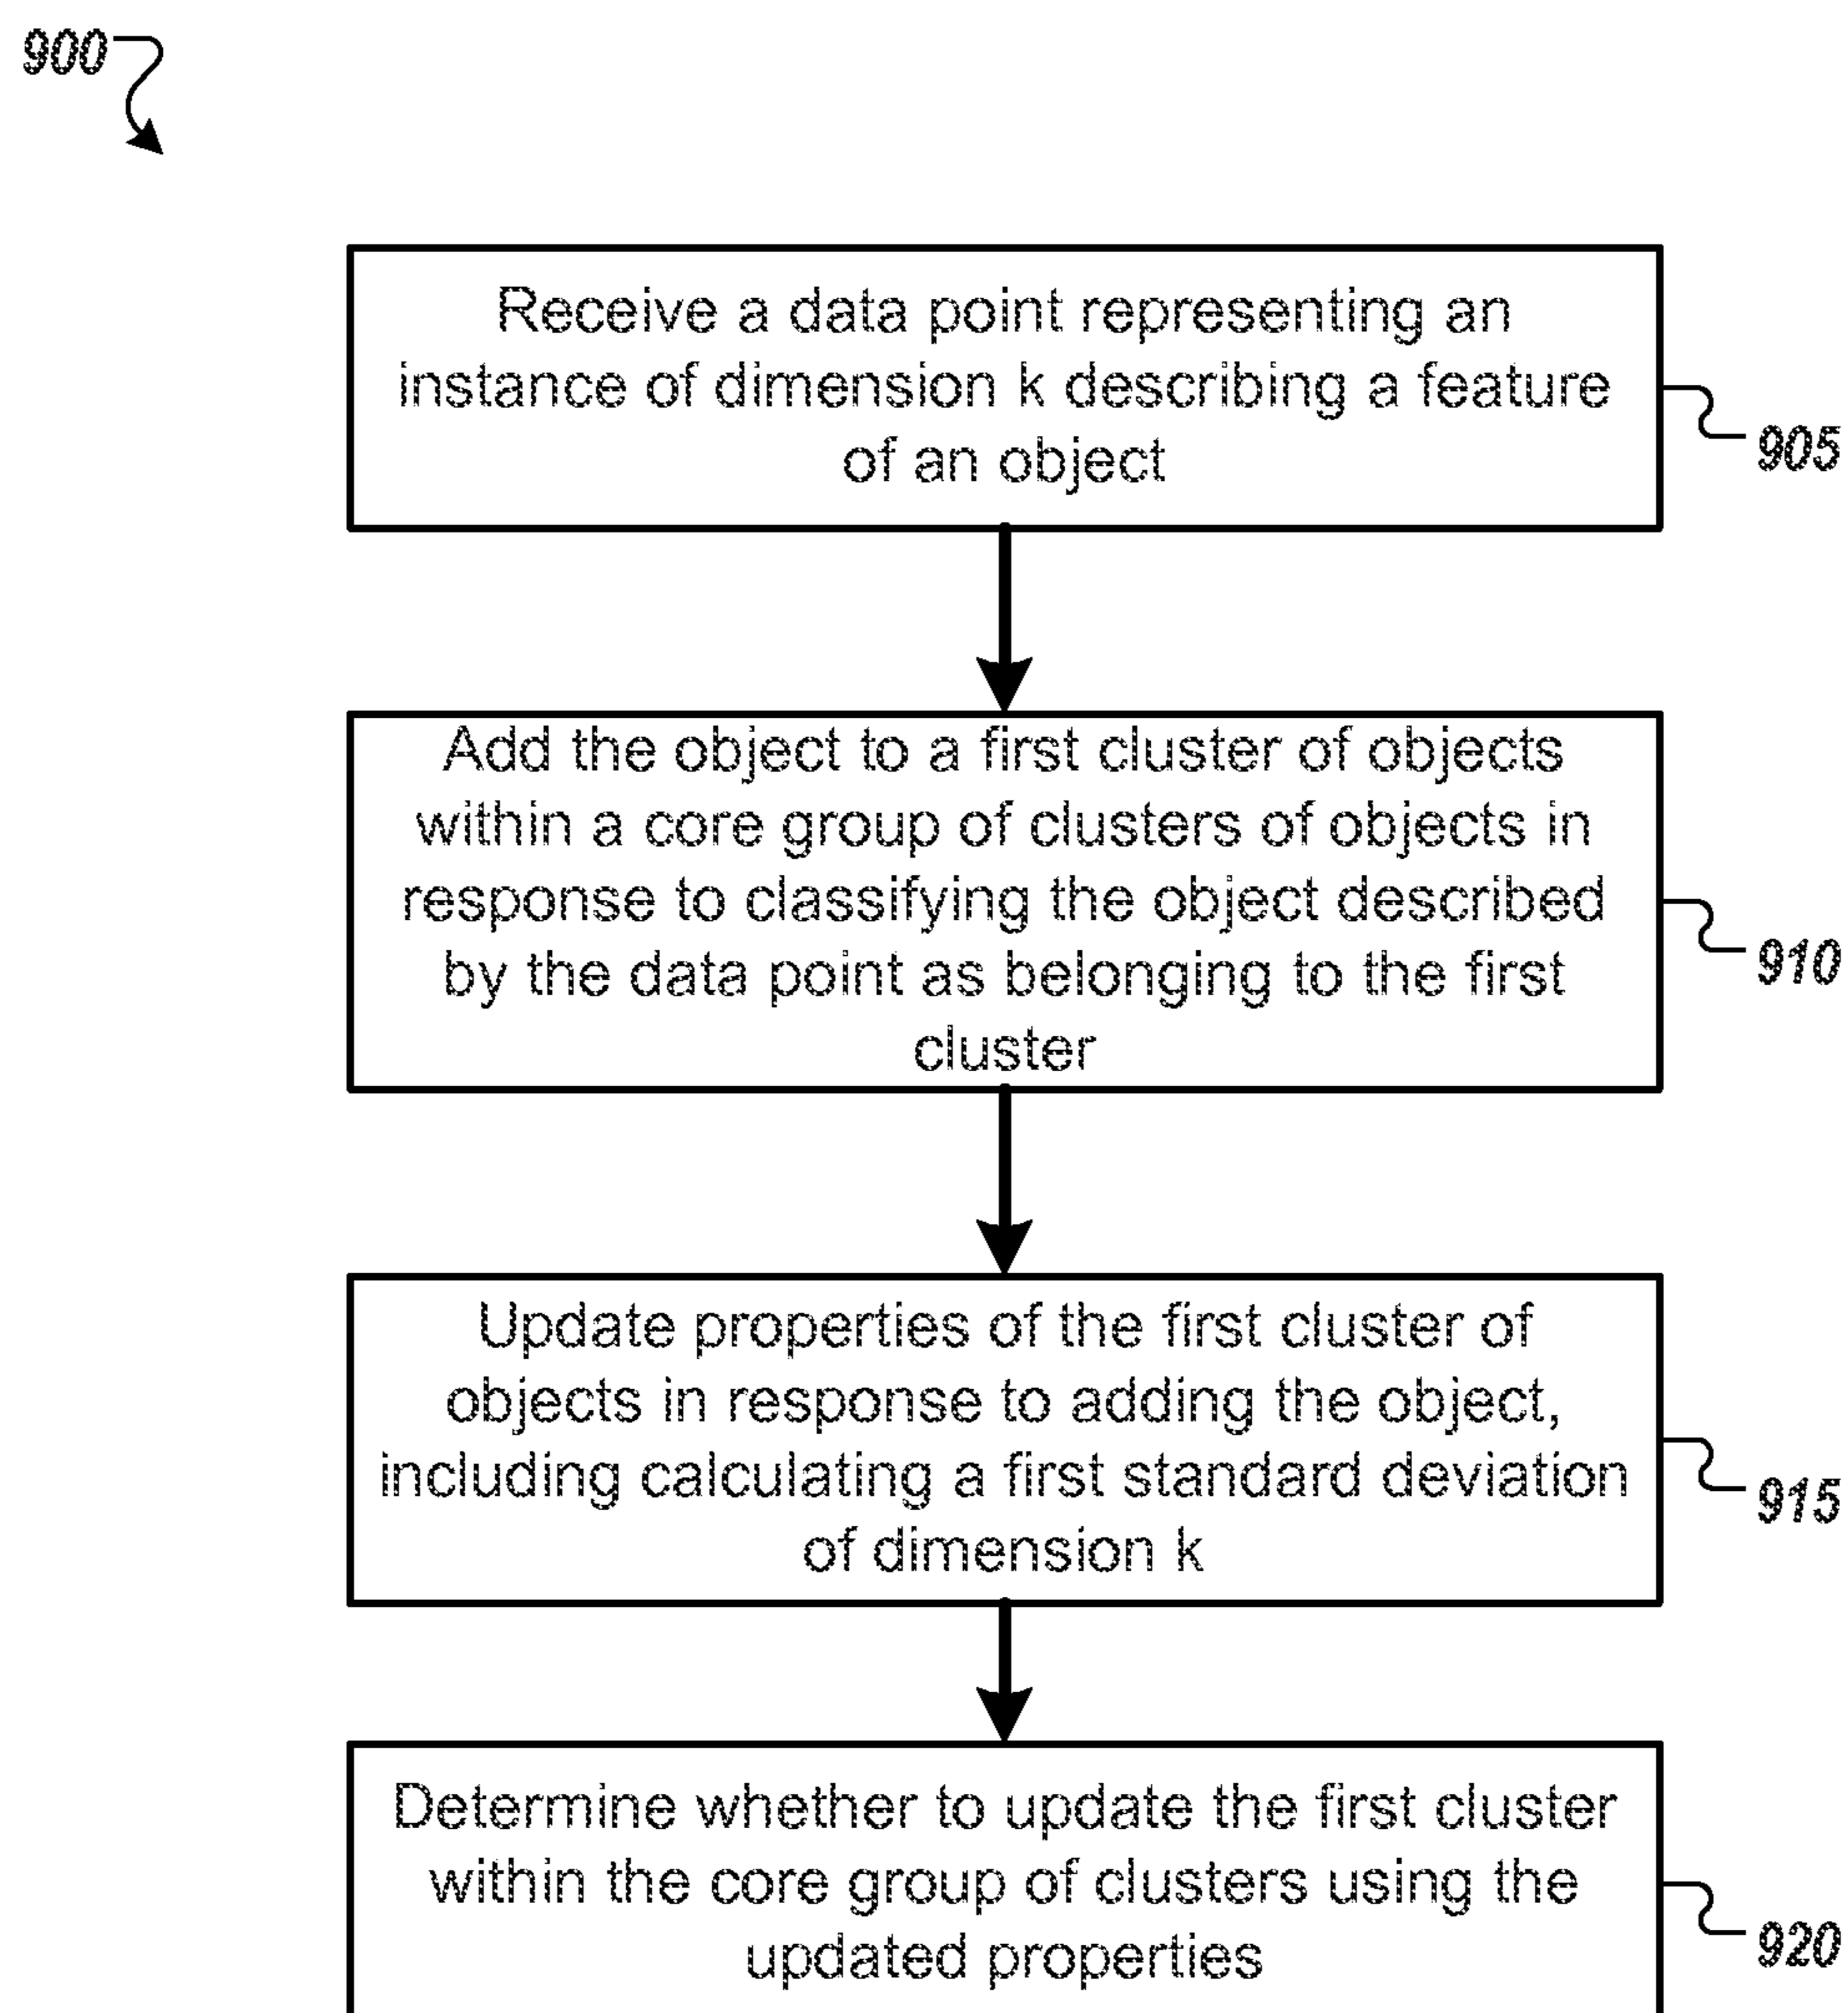 900
Receive a data point representing an
instance of dimension k describing a feature
of an object
905
Add the object to a first cluster of objects
within a core group of clusters of objects in
response to classifying the object described
by the data point as belonging to the first
cluster
910
Update properties of the first cluster of
objects in response to adding the object,
including calculating a first standard deviation
of dimension k
915
Determine whether to update the first cluster
within the core group of clusters using the
updated properties
920